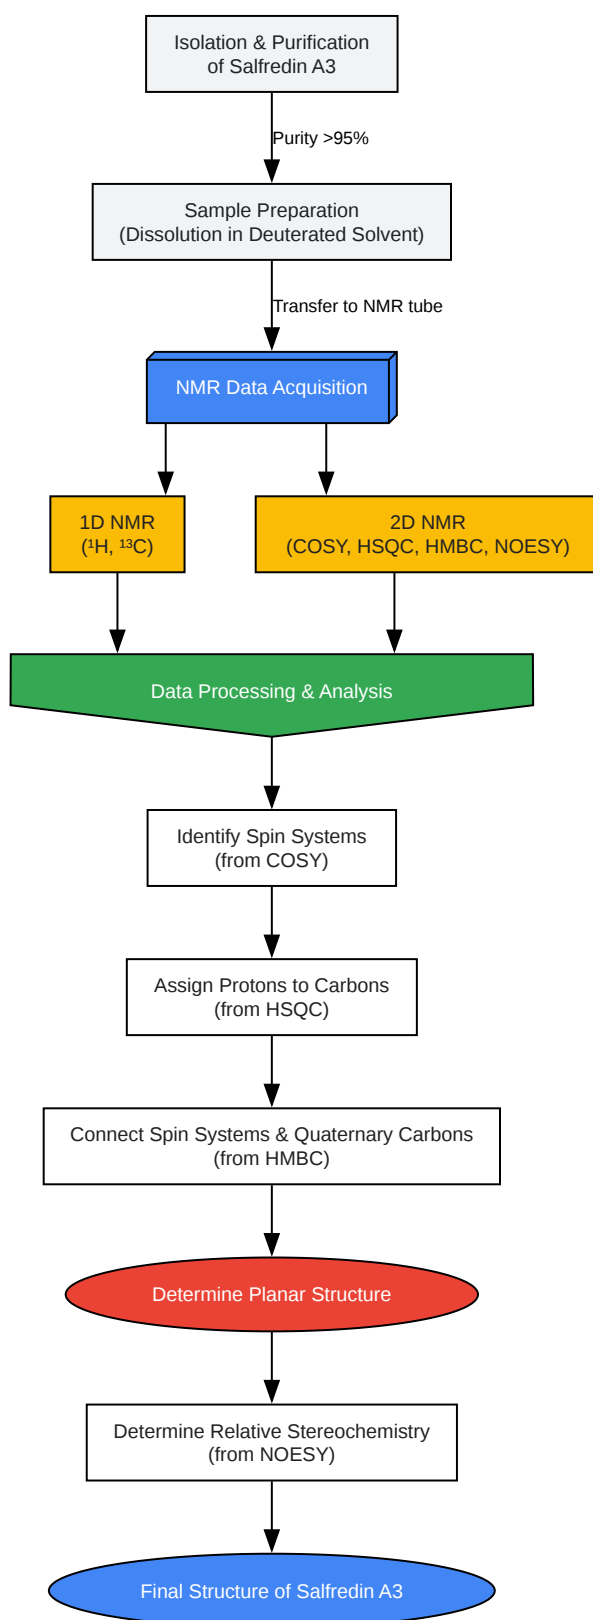 Isolation & Purification
of Salfredin A3
Purity >95%
Sample Preparation
(Dissolution in Deuterated Solvent)
Transfer to NMR tube
NMR Data Acquisition
1D NMR
(¹H, ¹³C)
2D NMR
(COSY, HSQC, HMBC, NOESY)
Data Processing & Analysis
Identify Spin Systems
(from COSY)
Assign Protons to Carbons
(from HSQC)
Connect Spin Systems & Quaternary Carbons
(from HMBC)
Determine Planar Structure
Determine Relative Stereochemistry
(from NOESY)
Final Structure of Salfredin A3